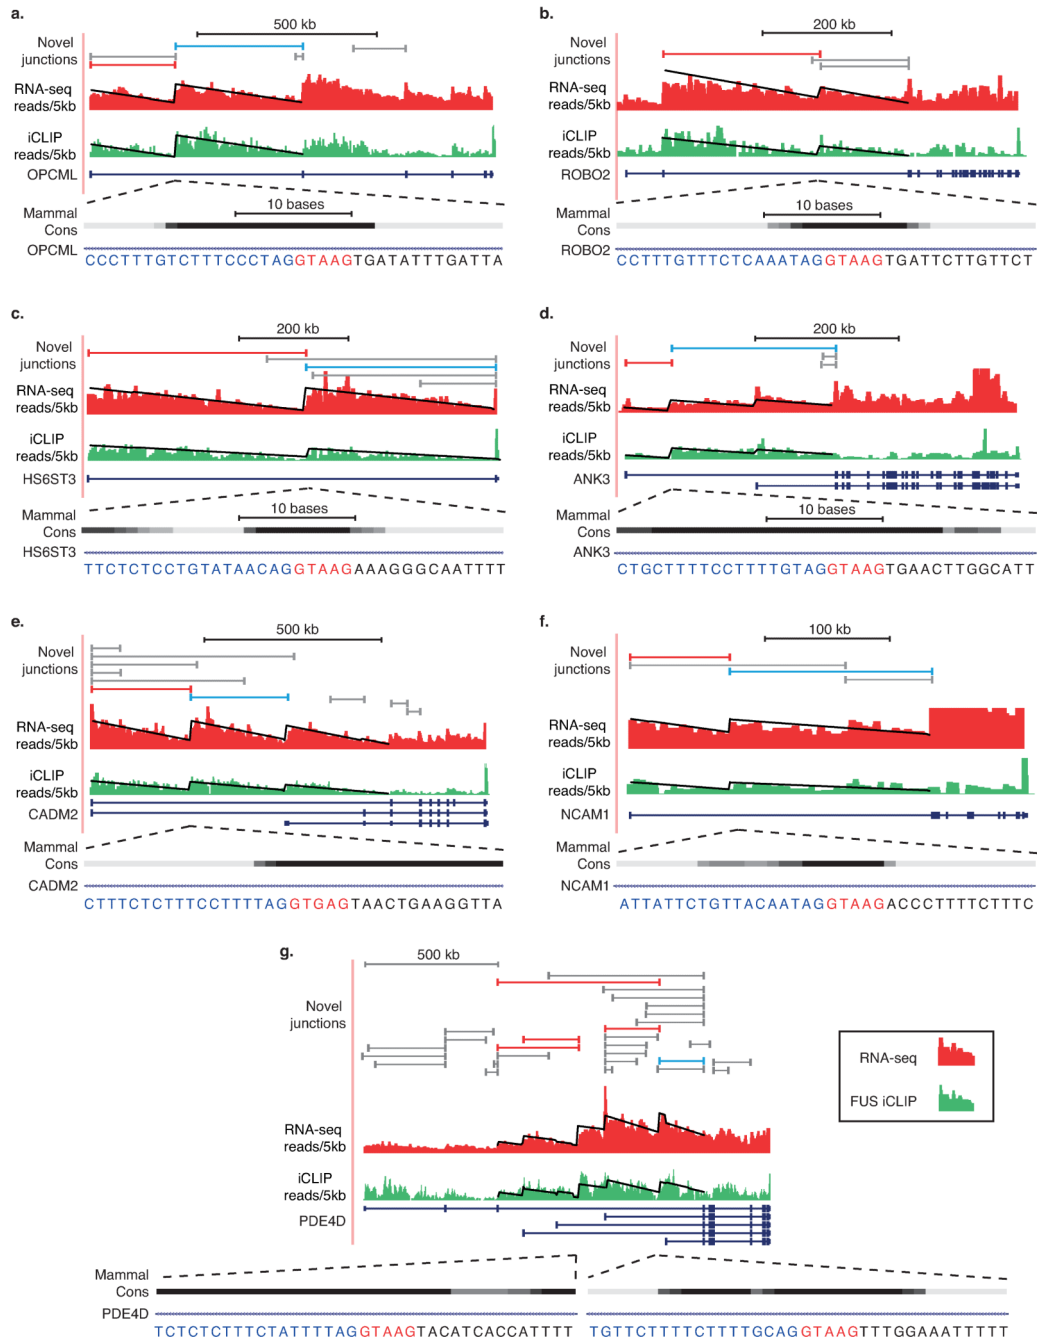 a.
500 kb
Novel
junctions
RNA-seq
reads/5kb
iCLIP
reads/5kb
OPCML
Mammal
Cons
10 bases
OPCML
CCCTTTGTCTTTCCCTAGGTAAGTGATATTTGATTA
b.
200 kb
Novel
junctions
RNA-seq
reads/5kb
iCLIP
reads/5kb
ROBO2
Mammal
Cons
10 bases
ROBO2
CCTTTGTTTCTCAAATAGGTAAGTGATTCTTGTTCT
c.
200 kb
Novel
junctions
RNA-seq
reads/5kb
iCLIP
reads/5kb
HS6ST3
Mammal
Cons
10 bases
HS6ST3
TTCTCTCCTGTATAACAGGTAAGAAAGGGCAATTTT
d.
200 kb
Novel
junctions
RNA-seq
reads/5kb
iCLIP
reads/5kb
ANK3
Mammal
Cons
10 bases
ANK3
CTGCTTTTCCTTTTGTAGGTAAGTGAACTTGGCATT
e.
500 kb
Novel
junctions
RNA-seq
reads/5kb
iCLIP
reads/5kb
CADM2
Mammal
Cons
CADM2
CTTTCTCTTTCCTTTTAGGTGAGTAACTGAAGGTTA
f.
100 kb
Novel
junctions
RNA-seq
reads/5kb
iCLIP
reads/5kb
NCAM1
Mammal
Cons
NCAM1
ATTATTCTGTTACAATAGGTAAGACCCTTTTCTTTC
g.
500 kb
Novel
junctions
RNA-seq
reads/5kb
iCLIP
reads/5kb
PDE4D
RNA-seq
FUS iCLIP
Mammal
Cons
PDE4D
TCTCTCTTTCTATTTTAGGTAAGTACATCACCATTTT
TGTTCTTTTCTTTTGCAGGTAAGTTTGGAAATTTTT